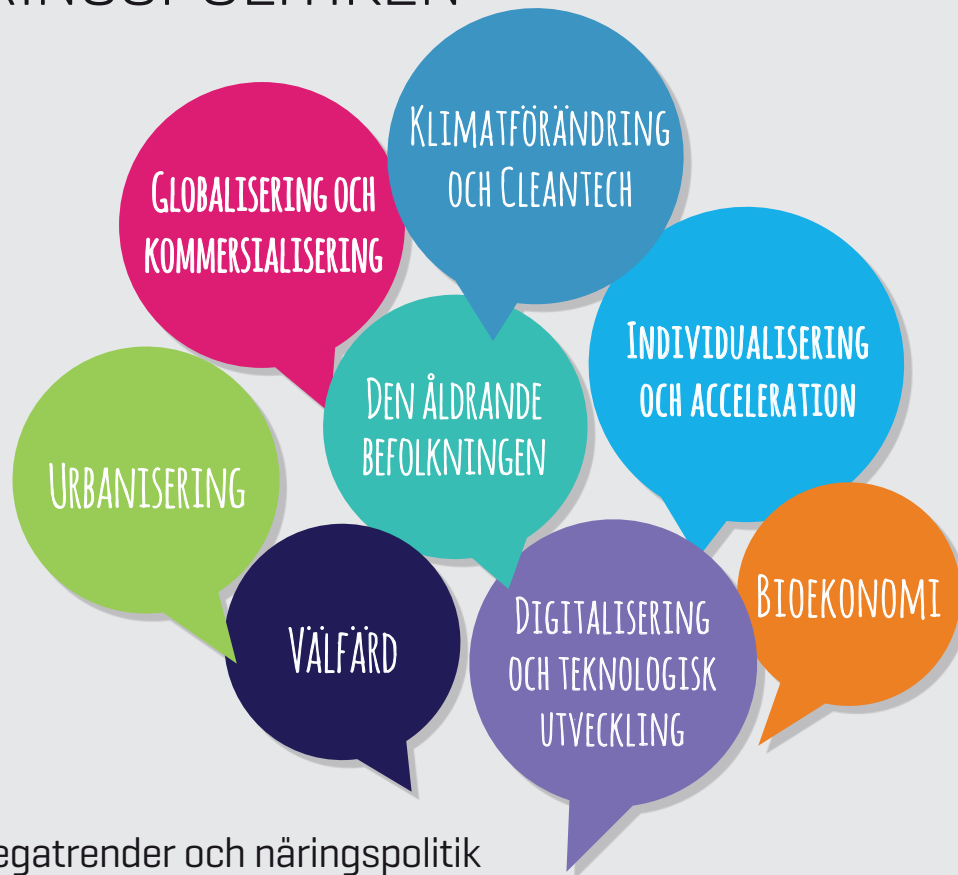 RINGSPOLITIKEN
Klimatförändring
och Cleantech
Globalisering och
kommersialisering
Individualisering
och acceleration
Den åldrande
befolkningen
Urbanisering
Bioekonomi
Digitalisering
och teknologisk
utveckling
Välfärd
egatrender och näringspolitik